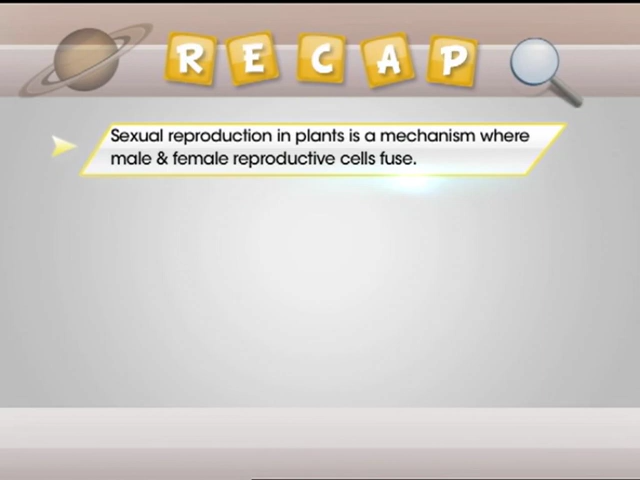 RECAP
Sexual reproduction in plants is a mechanism where
male & female reproductive cells fuse.